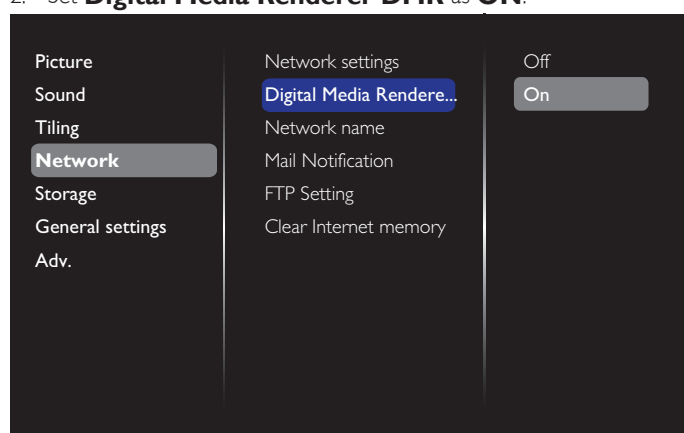 2. Set Digital Media Renderer-DMR as ON.
Picture
Sound
Tiling
Network
Storage
General settings
Adv.
Network settings
Digital Media Rendere...
Network name
Mail Notification
FTP Setting
Clear Internet memory
Off
On